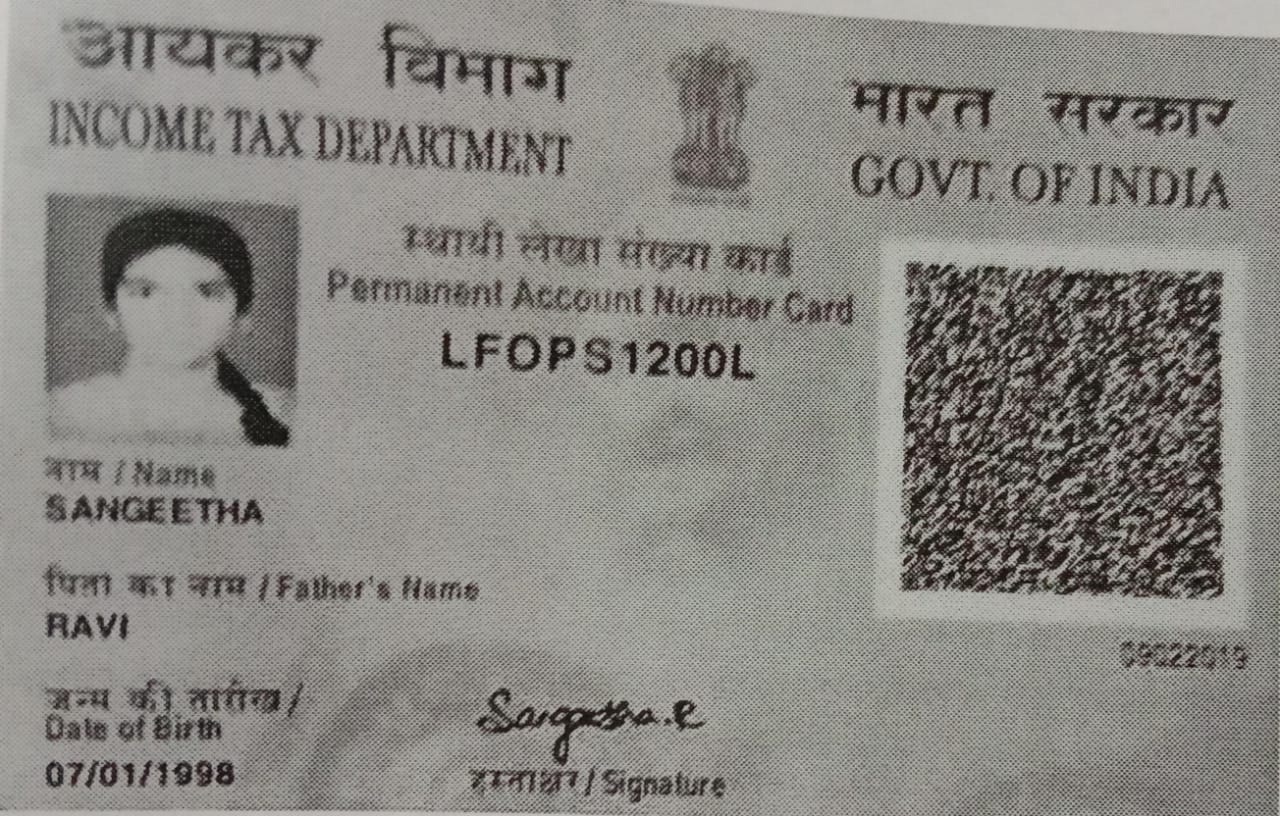 आयकर विभाग
INCOME TAX DEPARTMENT
भारत सरकार
GOVT. OF INDIA
स्थायी लेखा संख्या कार्ड
Permanent Account Number Card
LFOPS1200L
नाम / Name
SANGEETHA
पिता का नाम / Father's Name
RAVI
जन्म की तारीख /
Date of Birth
07/01/1998
Sangeetha.R
हस्ताक्षर / Signature
09022019